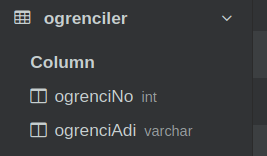 ogrenciler
Column
ogrenciNo int
ogrenciAdi varchar